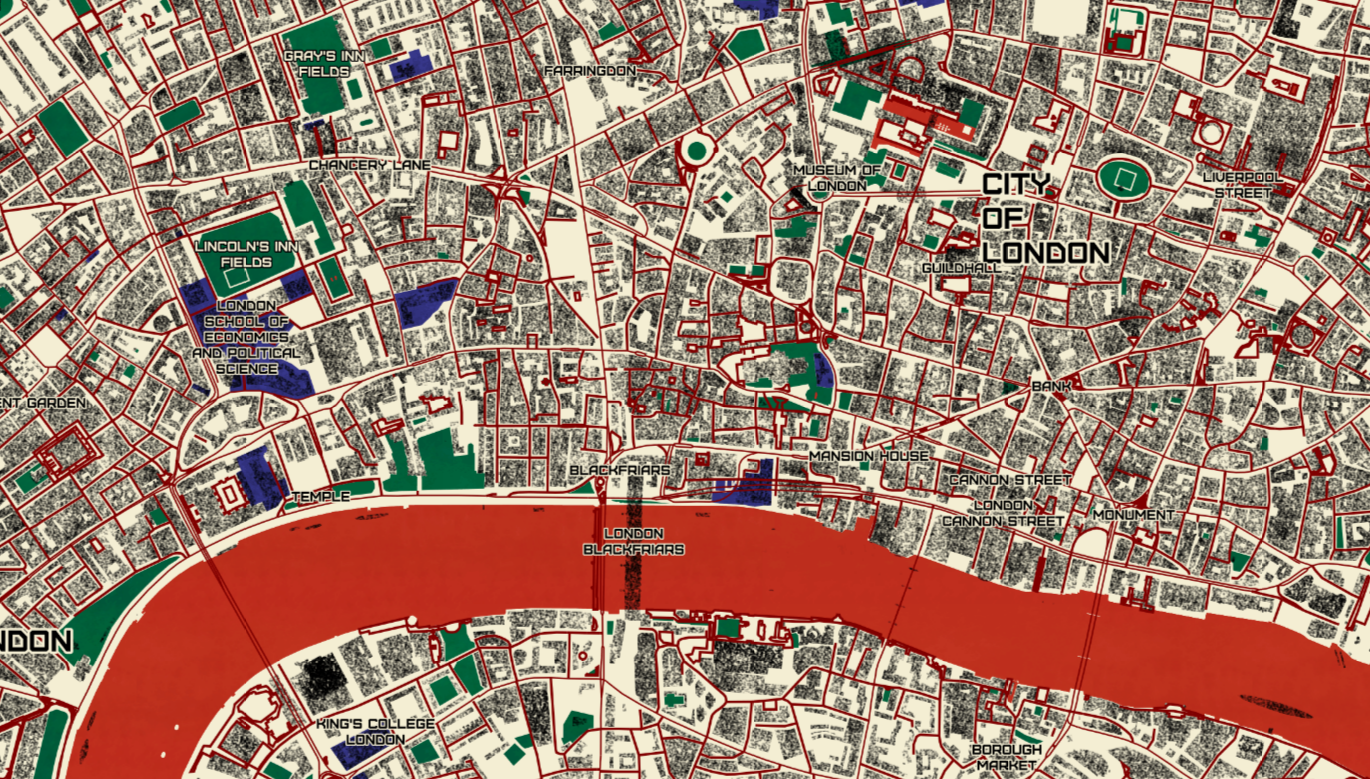 GRAY'S INN
FIELDS
FARRINGDON
CHANCERY LANE
MUSEUM OF
LONDON
CITY
OF
LONDON
LIVERPOOL
STREET
LINCOLN'S INN
FIELDS
GUILDHALL
LONDON
SCHOOL OF
ECONOMICS
AND POLITICAL
SCIENCE
BANK
ENT GARDEN
MANSION HOUSE
BLACKFRIARS
CANNON STREET
TEMPLE
LONDON
CANNON STREET
MONUMENT
LONDON
BLACKFRIARS
NDON
KING'S COLLEGE
LONDON
BOROUGH
MARKET